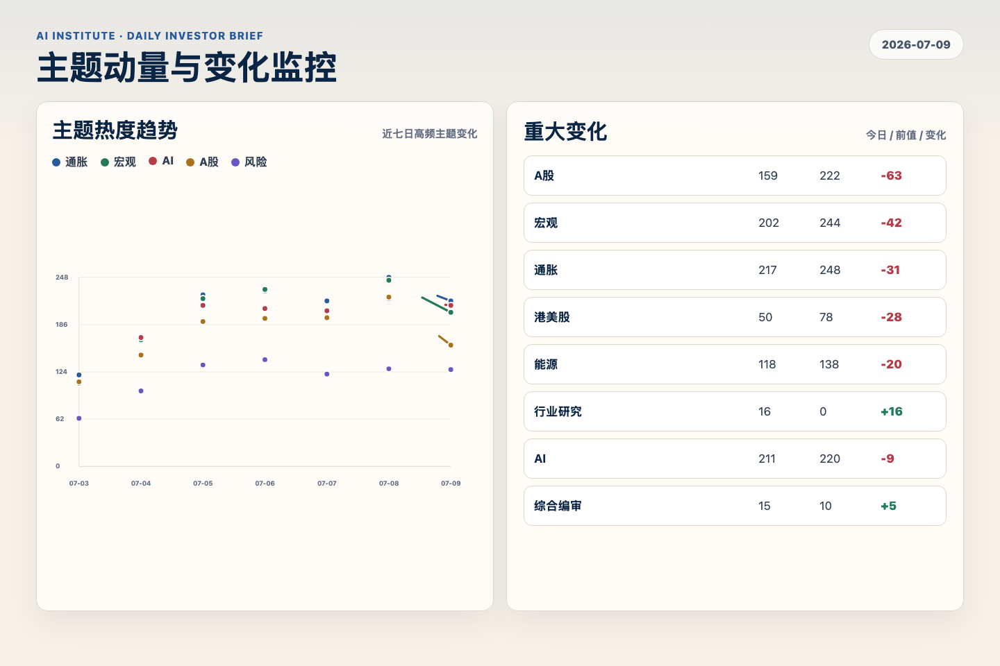 AI INSTITUTE · DAILY INVESTOR BRIEF
主题动量与变化监控
2026-07-09
主题热度趋势
近七日高频主题变化
通胀 宏观 AI A股 风险
248
186
124
62
0
07-03 07-04 07-05 07-06 07-07 07-08 07-09
重大变化
今日 / 前值 / 变化
A股 159 222 -63
宏观 202 244 -42
通胀 217 248 -31
港美股 50 78 -28
能源 118 138 -20
行业研究 16 0 +16
AI 211 220 -9
综合编审 15 10 +5